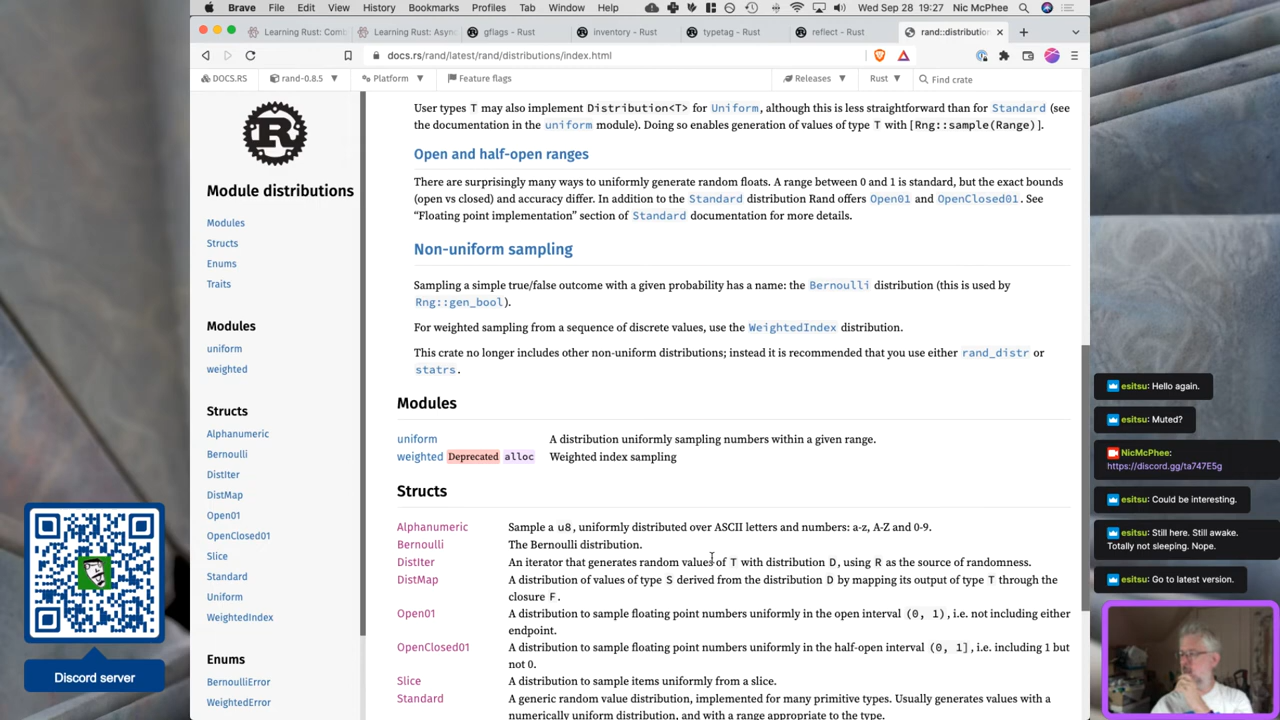 Brave File Edit View History Bookmarks Profiles Tab Window Help Wed Sep 28 19:27 Nic McPhee
Learning Rust: Comb
Learning Rust: Asyn
gflags - Rust
inventory - Rust
typetag - Rust
reflect - Rust
rand::distribution
docs.rs/rand/latest/rand/distributions/index.html
DOCS.RS
rand-0.8.5
Platform
Feature flags
Releases
Rust
Find crate
Module distributions
Modules
Structs
Enums
Traits
Modules
uniform
weighted
Structs
Alphanumeric
Bernoulli
DistIter
DistMap
Open01
OpenClosed01
Slice
Standard
Uniform
WeightedIndex
Enums
BernoulliError
WeightedError
User types T may also implement Distribution<T> for Uniform, although this is less straightforward than for Standard (see
the documentation in the uniform module). Doing so enables generation of values of type T with [Rng::sample(Range)].
Open and half-open ranges
There are surprisingly many ways to uniformly generate random floats. A range between 0 and 1 is standard, but the exact bounds
(open vs closed) and accuracy differ. In addition to the Standard distribution Rand offers Open01 and OpenClosed01. See
“Floating point implementation” section of Standard documentation for more details.
Non-uniform sampling
Sampling a simple true/false outcome with a given probability has a name: the Bernoulli distribution (this is used by
Rng::gen_bool).
For weighted sampling from a sequence of discrete values, use the WeightedIndex distribution.
This crate no longer includes other non-uniform distributions; instead it is recommended that you use either rand_distr or
statrs.
Modules
uniform A distribution uniformly sampling numbers within a given range.
weighted Deprecated alloc Weighted index sampling
Structs
Alphanumeric Sample a u8, uniformly distributed over ASCII letters and numbers: a-z, A-Z and 0-9.
Bernoulli The Bernoulli distribution.
DistIter An iterator that generates random values of T with distribution D, using R as the source of randomness.
DistMap A distribution of values of type S derived from the distribution D by mapping its output of type T through the
closure F.
Open01 A distribution to sample floating point numbers uniformly in the open interval (0, 1), i.e. not including either
endpoint.
OpenClosed01 A distribution to sample floating point numbers uniformly in the half-open interval (0, 1], i.e. including 1 but
not 0.
Slice A distribution to sample items uniformly from a slice.
Standard A generic random value distribution, implemented for many primitive types. Usually generates values with a
numerically uniform distribution, and with a range appropriate to the type.
esitsu: Hello again.
esitsu: Muted?
NicMcPhee:
https://discord.gg/ta747E5g
esitsu: Could be interesting.
esitsu: Still here. Still awake.
Totally not sleeping. Nope.
esitsu: Go to latest version.
Discord server